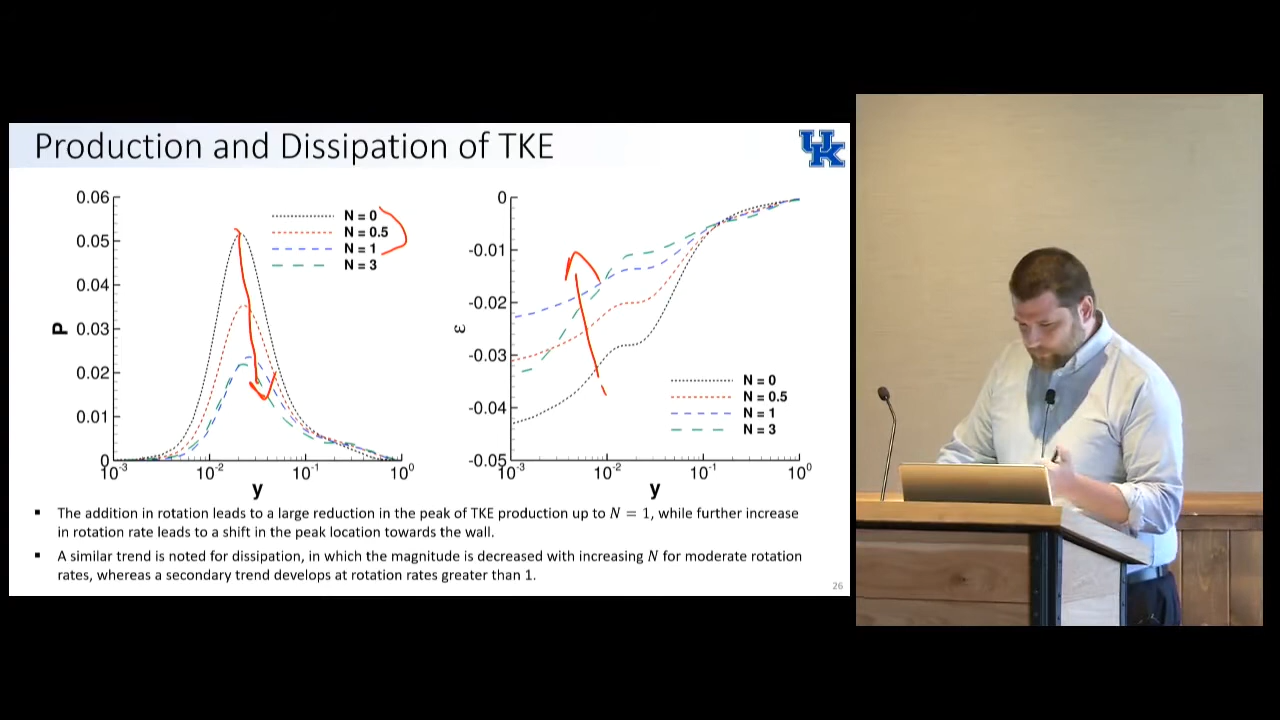 Production and Dissipation of TKE
UK
0.06
0.05
0.04
0.03
0.02
0.01
0
P
10⁻³
10⁻²
10⁻¹
10⁰
y
N = 0
N = 0.5
N = 1
N = 3
0
-0.01
-0.02
-0.03
-0.04
-0.05
ε
10⁻³
10⁻²
10⁻¹
10⁰
y
N = 0
N = 0.5
N = 1
N = 3
▪ The addition in rotation leads to a large reduction in the peak of TKE production up to N = 1, while further increase
in rotation rate leads to a shift in the peak location towards the wall.
▪ A similar trend is noted for dissipation, in which the magnitude is decreased with increasing N for moderate rotation
rates, whereas a secondary trend develops at rotation rates greater than 1.
26